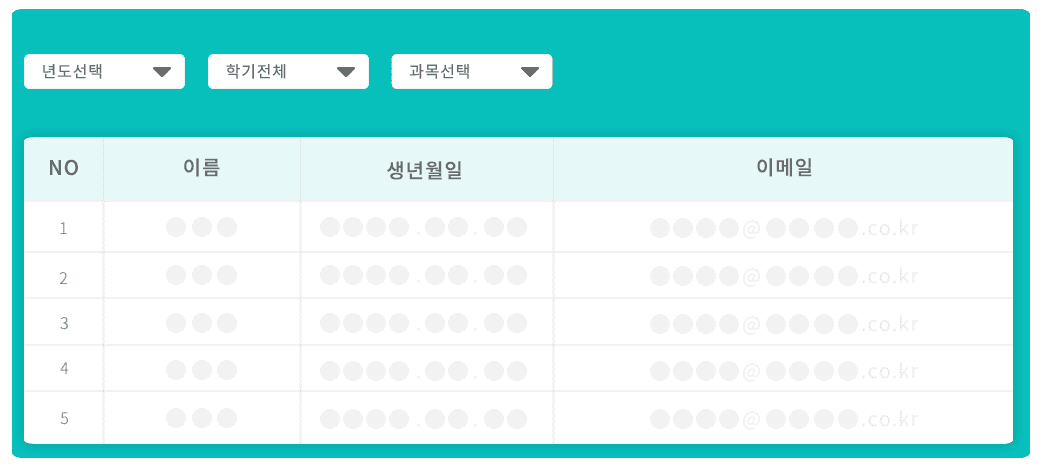 년도선택 학기전체 과목선택
NO 이름 생년월일 이메일
1 ●●● ●●●●.●●.●● ●●●●@●●●●.co.kr
2 ●●● ●●●●.●●.●● ●●●●@●●●●.co.kr
3 ●●● ●●●●.●●.●● ●●●●@●●●●.co.kr
4 ●●● ●●●●.●●.●● ●●●●@●●●●.co.kr
5 ●●● ●●●●.●●.●● ●●●●@●●●●.co.kr